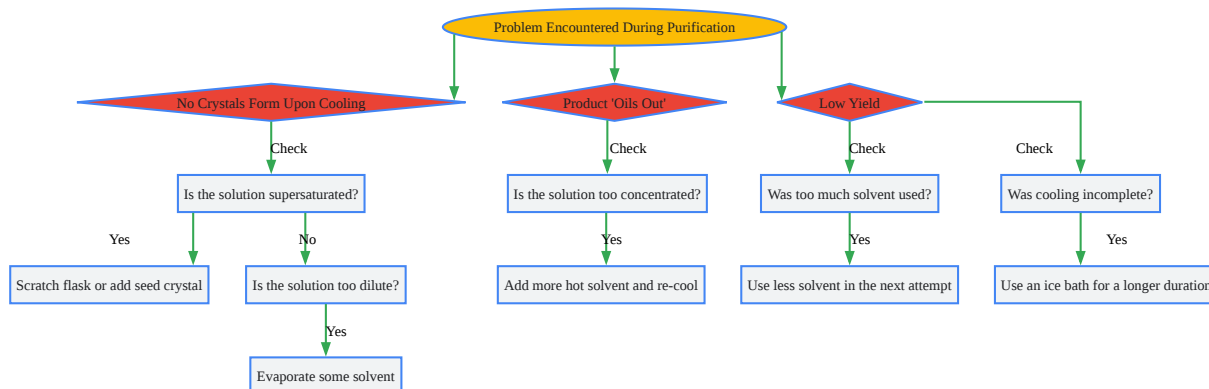 Problem Encountered During Purification
No Crystals Form Upon Cooling
Product 'Oils Out'
Low Yield
Check
Check
Check
Check
Is the solution supersaturated?
Is the solution too concentrated?
Was too much solvent used?
Was cooling incomplete?
Yes
No
Yes
Yes
Yes
Scratch flask or add seed crystal
Is the solution too dilute?
Add more hot solvent and re-cool
Use less solvent in the next attempt
Use an ice bath for a longer duration
Yes
Evaporate some solvent